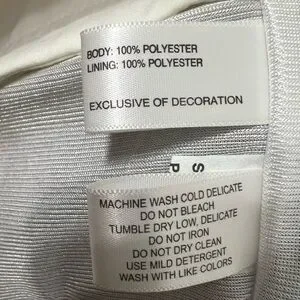 BODY: 100% POLYESTER
LINING: 100% POLYESTER
EXCLUSIVE OF DECORATION
S
P
MACHINE WASH COLD DELICATE
DO NOT BLEACH
TUMBLE DRY LOW, DELICATE
DO NOT IRON
DO NOT DRY CLEAN
USE MILD DETERGENT
WASH WITH LIKE COLORS